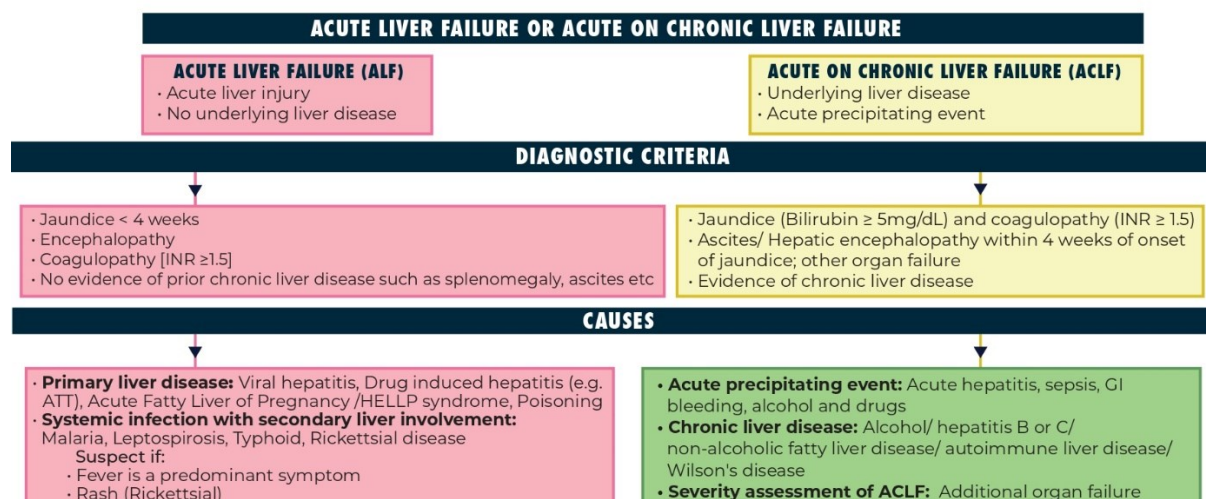 ACUTE LIVER FAILURE OR ACUTE ON CHRONIC LIVER FAILURE
ACUTE LIVER FAILURE (ALF)
· Acute liver injury
· No underlying liver disease
ACUTE ON CHRONIC LIVER FAILURE (ACLF)
· Underlying liver disease
· Acute precipitating event
DIAGNOSTIC CRITERIA
· Jaundice < 4 weeks
· Encephalopathy
· Coagulopathy [INR ≥1.5]
· No evidence of prior chronic liver disease such as splenomegaly, ascites etc
· Jaundice (Bilirubin ≥ 5mg/dL) and coagulopathy (INR ≥ 1.5)
· Ascites/ Hepatic encephalopathy within 4 weeks of onset
of jaundice; other organ failure
· Evidence of chronic liver disease
CAUSES
· Primary liver disease: Viral hepatitis, Drug induced hepatitis (e.g.
ATT), Acute Fatty Liver of Pregnancy /HELLP syndrome, Poisoning
· Systemic infection with secondary liver involvement:
Malaria, Leptospirosis, Typhoid, Rickettsial disease
Suspect if:
· Fever is a predominant symptom
· Rash (Rickettsial)
• Acute precipitating event: Acute hepatitis, sepsis, GI
bleeding, alcohol and drugs
• Chronic liver disease: Alcohol/ hepatitis B or C/
non-alcoholic fatty liver disease/ autoimmune liver disease/
Wilson's disease
• Severity assessment of ACLF: Additional organ failure